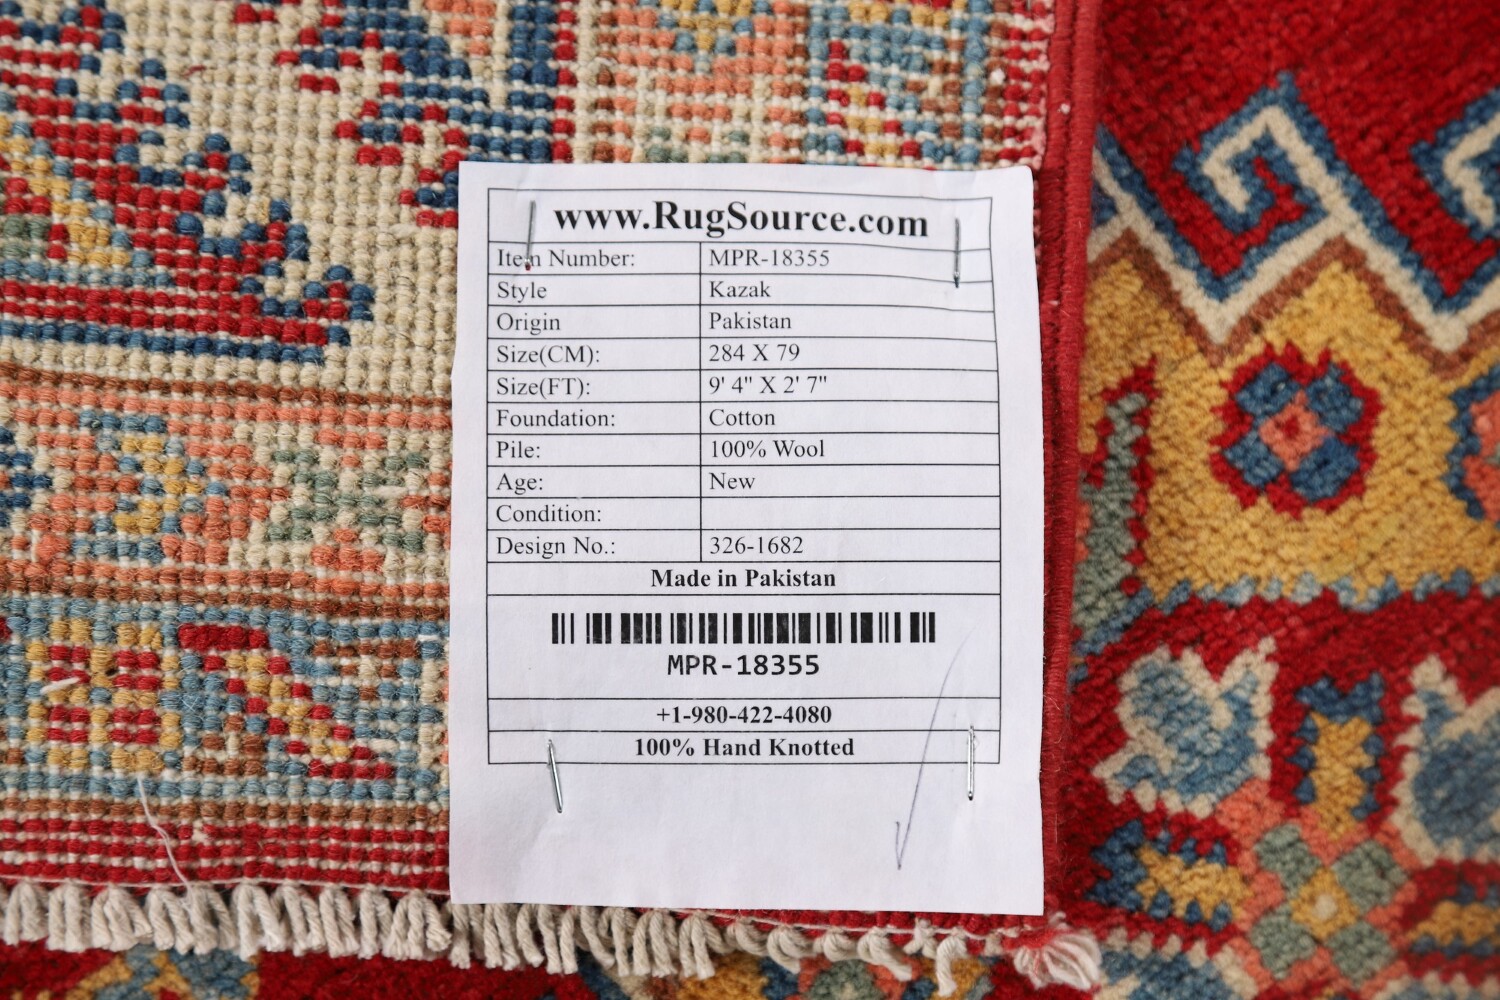 www.RugSource.com
Item Number: MPR-18355
Style Kazak
Origin Pakistan
Size(CM): 284 X 79
Size(FT): 9' 4" X 2' 7"
Foundation: Cotton
Pile: 100% Wool
Age: New
Condition:
Design No.: 326-1682
Made in Pakistan
MPR-18355
+1-980-422-4080
100% Hand Knotted